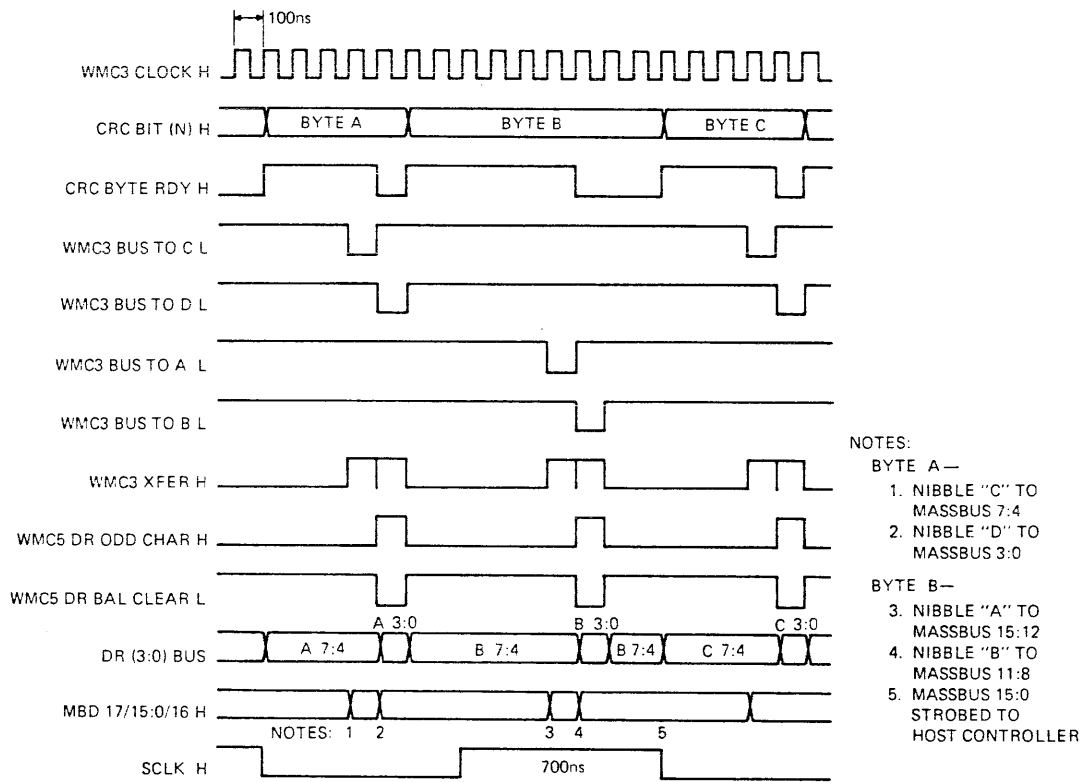 100ns
WMC3 CLOCK H
CRC BIT (N) H
BYTE A
BYTE B
BYTE C
CRC BYTE RDY H
WMC3 BUS TO C L
WMC3 BUS TO D L
WMC3 BUS TO A L
WMC3 BUS TO B L
WMC3 XFER H
WMC5 DR ODD CHAR H
WMC5 DR BAL CLEAR L
A 3:0
B 3:0
C 3:0
DR (3:0) BUS
A 7:4
B 7:4
B 7:4
C 7:4
MBD 17/15:0/16 H
NOTES: 1 2 3 4 5
SCLK H
700ns
NOTES:
BYTE A—
1. NIBBLE "C" TO
MASSBUS 7:4
2. NIBBLE "D" TO
MASSBUS 3:0
BYTE B—
3. NIBBLE "A" TO
MASSBUS 15:12
4. NIBBLE "B" TO
MASSBUS 11:8
5. MASSBUS 15:0
STROBED TO
HOST CONTROLLER